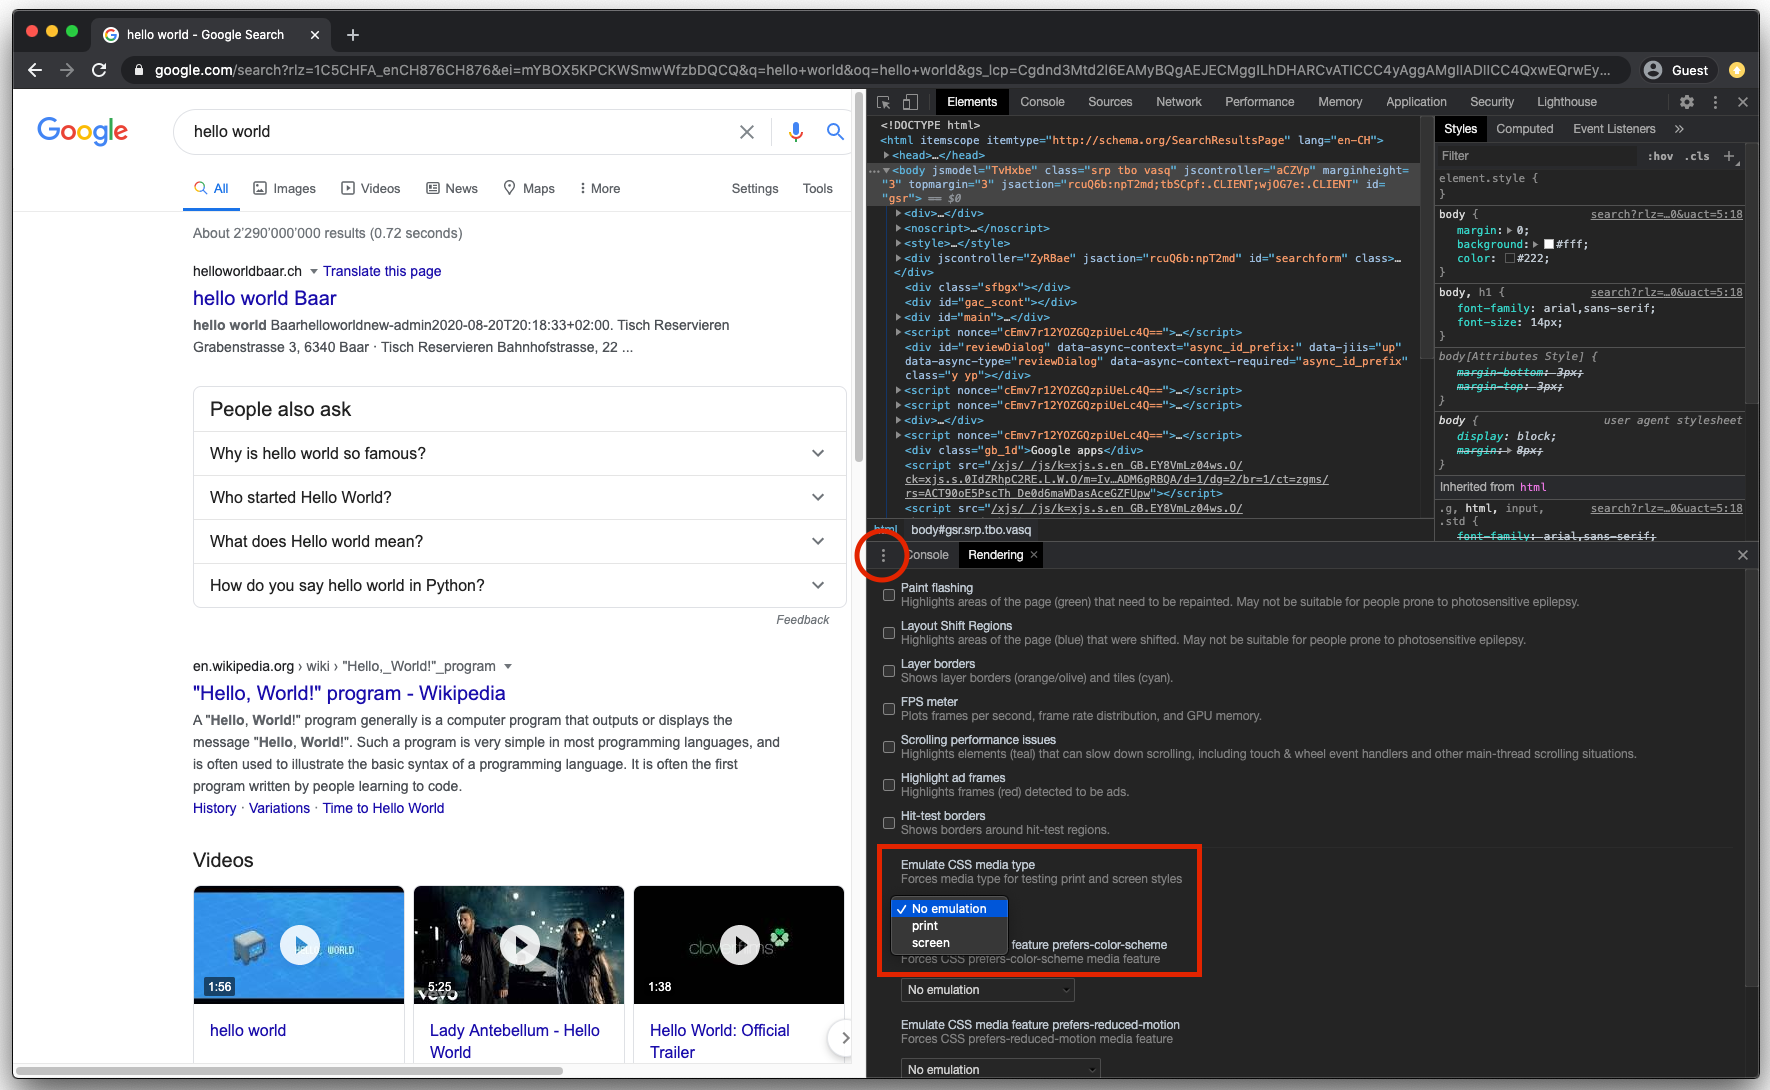 hello world - Google Search
google.com/search?rlz=1C5CHFA_enCH876CH876&ei=mYBOX5KPCKWSmwWfzbDQCQ&q=hello+world&oq=hello+world&gs_lcp=Cgdnd3Mtd2l6EAMyBQgAEJECMggILhDHARCvATICCC4yAggAMgIIADIICC4QxwEQrwEy...
Guest
Google
hello world
All
Images
Videos
News
Maps
More
Settings
Tools
About 2’290’000’000 results (0.72 seconds)
helloworldbaar.ch Translate this page
hello world Baar
hello world Baarhelloworldnew-admin2020-08-20T20:18:33+02:00. Tisch Reservieren
Grabenstrasse 3, 6340 Baar · Tisch Reservieren Bahnhofstrasse, 22 ...
People also ask
Why is hello world so famous?
Who started Hello World?
What does Hello world mean?
How do you say hello world in Python?
Feedback
en.wikipedia.org › wiki › "Hello,_World!"_program
"Hello, World!" program - Wikipedia
A "Hello, World!" program generally is a computer program that outputs or displays the
message "Hello, World!". Such a program is very simple in most programming languages, and
is often used to illustrate the basic syntax of a programming language. It is often the first
program written by people learning to code.
History · Variations · Time to Hello World
Videos
WORLD
1:56
5:25
vevo
1:38
hello world
Lady Antebellum - Hello
World
Hello World: Official
Trailer
Elements
Console
Sources
Network
Performance
Memory
Application
Security
Lighthouse
<!DOCTYPE html>
<html itemscope itemtype="http://schema.org/SearchResultsPage" lang="en-CH">
<head>…</head>
<body jsmodel="TvHxbe" class="srp tbo vasq" jscontroller="aCZVp" marginheight=
"3" topmargin="3" jsaction="rcuQ6b:npT2md;tbSCpf:.CLIENT;wjOG7e:.CLIENT" id=
"gsr"> == $0
<div>…</div>
<noscript>…</noscript>
<style>…</style>
<div jscontroller="ZyRBae" jsaction="rcuQ6b:npT2md" id="searchform" class>…
</div>
<div class="sfbgx"></div>
<div id="gac_scont"></div>
<div id="main">…</div>
<script nonce="cEmv7r12YOZGQzpiUeLc4Q==">…</script>
<div id="reviewDialog" data-async-context="async_id_prefix:" data-jiis="up"
data-async-type="reviewDialog" data-async-context-required="async_id_prefix"
class="y yp"></div>
<script nonce="cEmv7r12YOZGQzpiUeLc4Q==">…</script>
<script nonce="cEmv7r12YOZGQzpiUeLc4Q==">…</script>
<div>…</div>
<script nonce="cEmv7r12YOZGQzpiUeLc4Q==">…</script>
<div class="gb_1d">Google apps</div>
<script src="/xjs/_/js/k=xjs.s.en_GB.EY8VmLz04ws.O/
ck=xjs.s.0IdZRhpC2RE.L.W.O/m=Iv…ADM6gRBQA/d=1/dg=2/br=1/ct=zgms/
rs=ACT90oE5PscTh_De0d6maWDasAceGZFUpw"></script>
<script src="/xjs/_/js/k=xjs.s.en_GB.EY8VmLz04ws.O/
html
body#gsr.srp.tbo.vasq
Styles
Computed
Event Listeners
Filter
:hov
.cls
element.style {
}
body {
search?rlz=…0&uact=5:18
margin: 0;
background: #fff;
color: #222;
}
body, h1 {
search?rlz=…0&uact=5:18
font-family: arial,sans-serif;
font-size: 14px;
}
body[Attributes Style] {
margin-bottom: 3px;
margin-top: 3px;
}
body {
user agent stylesheet
display: block;
margin: 8px;
}
Inherited from html
.g, html, input,
search?rlz=…0&uact=5:18
.std {
font-family: arial,sans-serif;
Console
Rendering
Paint flashing
Highlights areas of the page (green) that need to be repainted. May not be suitable for people prone to photosensitive epilepsy.
Layout Shift Regions
Highlights areas of the page (blue) that were shifted. May not be suitable for people prone to photosensitive epilepsy.
Layer borders
Shows layer borders (orange/olive) and tiles (cyan).
FPS meter
Plots frames per second, frame rate distribution, and GPU memory.
Scrolling performance issues
Highlights elements (teal) that can slow down scrolling, including touch & wheel event handlers and other main-thread scrolling situations.
Highlight ad frames
Highlights frames (red) detected to be ads.
Hit-test borders
Shows borders around hit-test regions.
Emulate CSS media type
Forces media type for testing print and screen styles
No emulation
print
screen
feature prefers-color-scheme
Forces CSS prefers-color-scheme media feature
No emulation
Emulate CSS media feature prefers-reduced-motion
Forces CSS prefers-reduced-motion media feature
No emulation